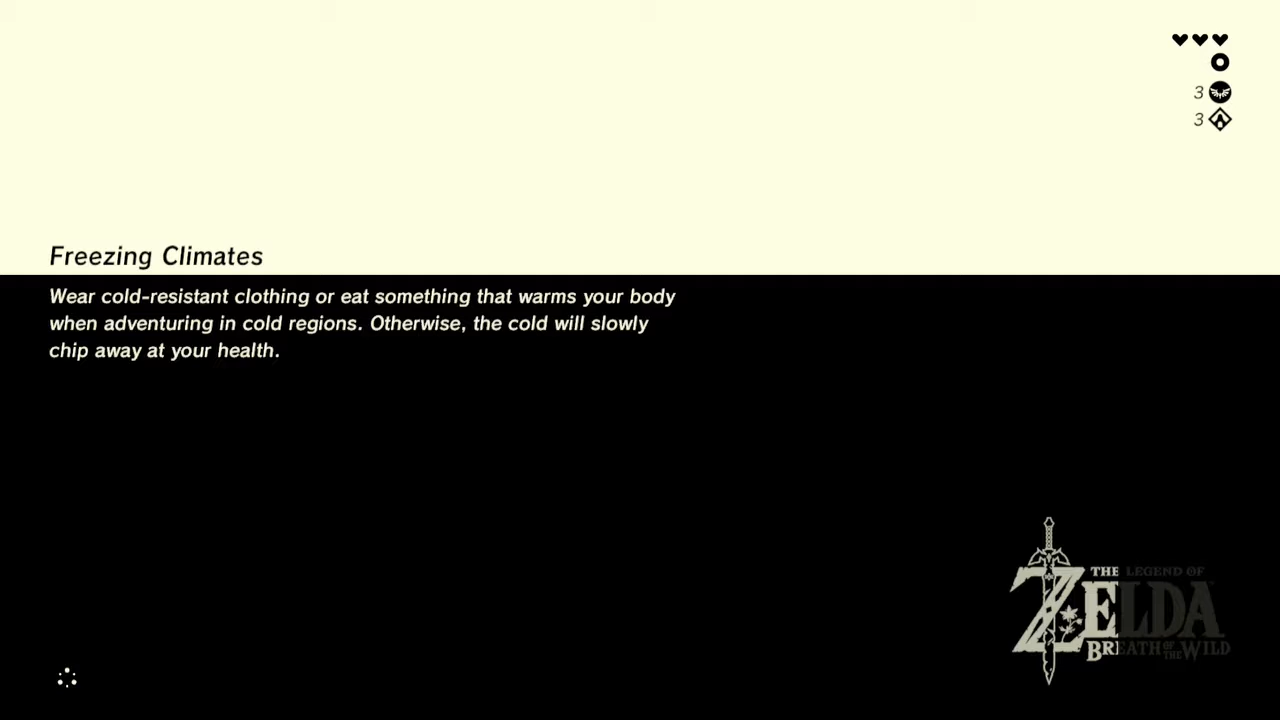 3
3
Freezing Climates
Wear cold-resistant clothing or eat something that warms your body
when adventuring in cold regions. Otherwise, the cold will slowly
chip away at your health.
THE LEGEND OF
ZELDA
BREATH OF THE WILD